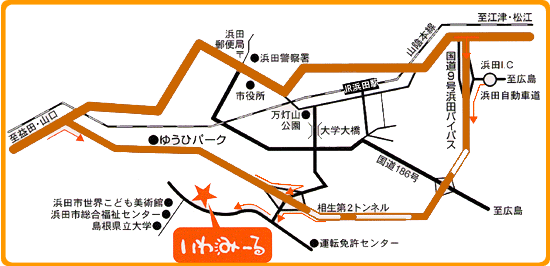 至江津・松江
浜田
郵便局
〒
浜田警察署
山陰本線
国道9号浜田バイパス
浜田I.C
至広島
浜田自動車道
JR浜田駅
市役所
万灯山
公園
大学大橋
至益田・山口
ゆうひパーク
国道186号
至広島
浜田市世界こども美術館
浜田市総合福祉センター
島根県立大学
相生第2トンネル
いわみーる
運転免許センター